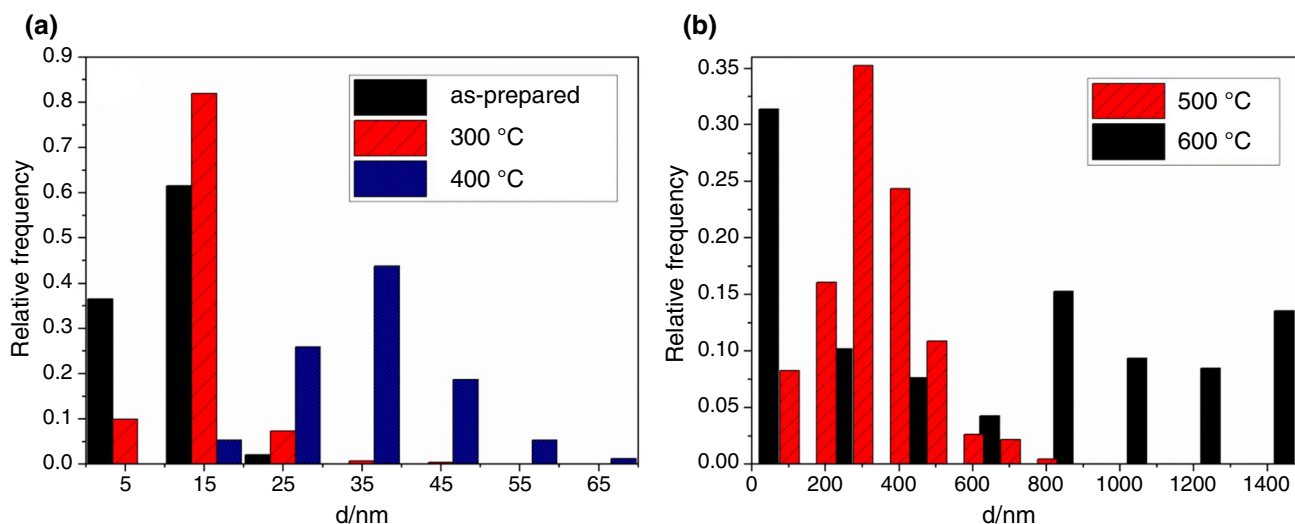 (a)
0.9
0.8
0.7
0.6
0.5
0.4
0.3
0.2
0.1
0.0
Relative frequency
as-prepared
300 °C
400 °C
5 15 25 35 45 55 65
d/nm
(b)
0.35
0.30
0.25
0.20
0.15
0.10
0.05
0.00
Relative frequency
500 °C
600 °C
0 200 400 600 800 1000 1200 1400
d/nm